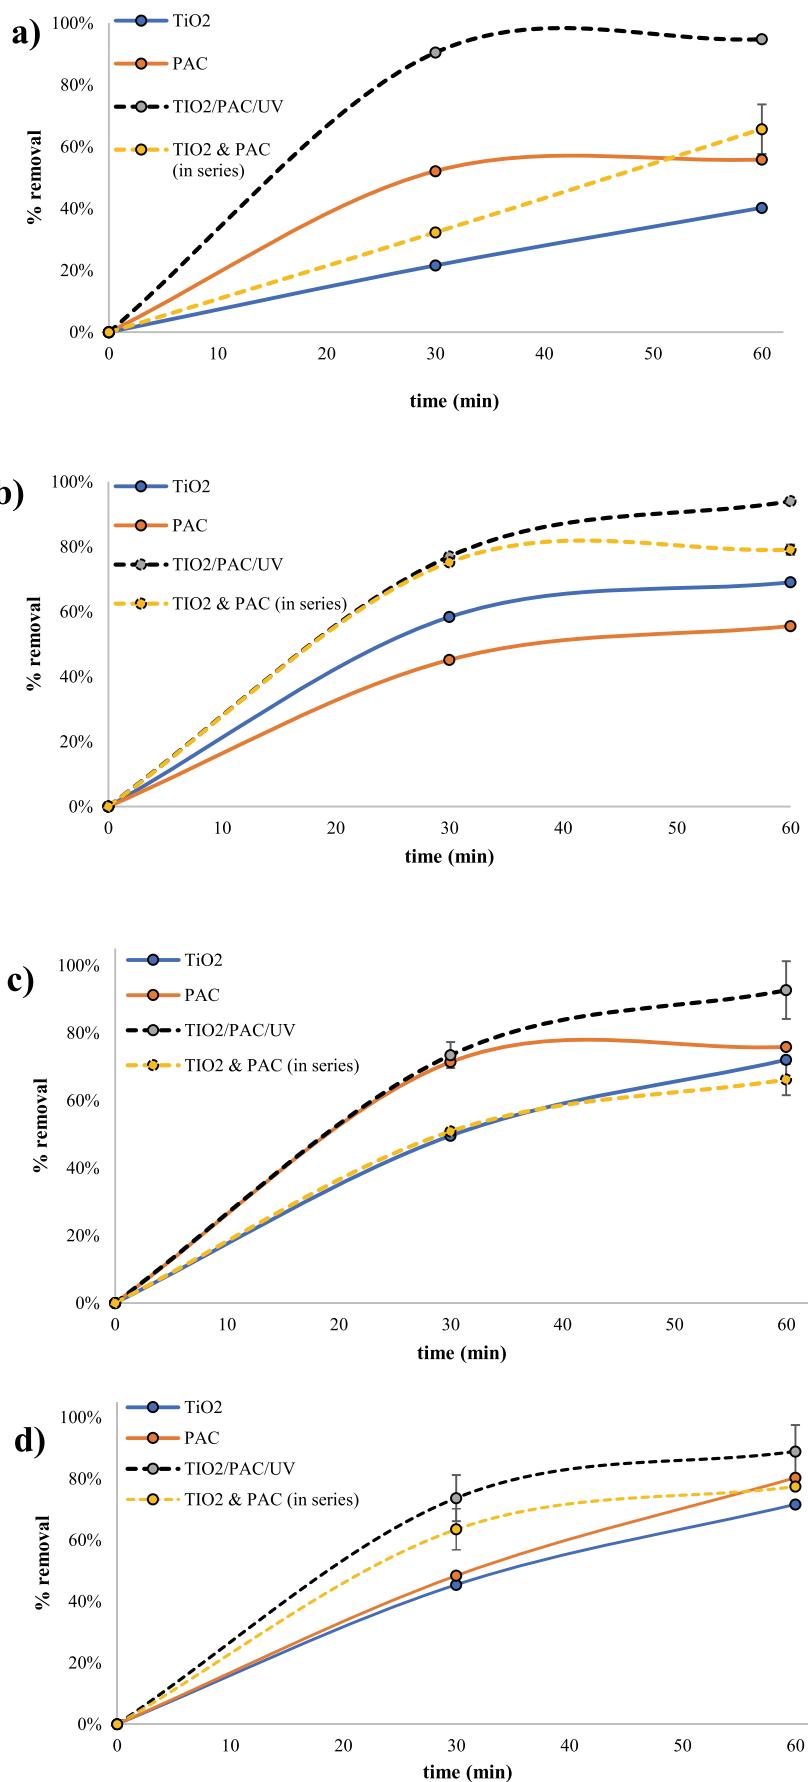 a)
TiO2
PAC
TIO2/PAC/UV
TIO2 & PAC
(in series)
100%
80%
60%
40%
20%
0%
% removal
0 10 20 30 40 50 60
time (min)
b)
TiO2
PAC
TIO2/PAC/UV
TIO2 & PAC (in series)
100%
80%
60%
40%
20%
0%
% removal
0 10 20 30 40 50 60
time (min)
c)
TiO2
PAC
TIO2/PAC/UV
TIO2 & PAC (in series)
100%
80%
60%
40%
20%
0%
% removal
0 10 20 30 40 50 60
time (min)
d)
TiO2
PAC
TIO2/PAC/UV
TIO2 & PAC (in series)
100%
80%
60%
40%
20%
0%
% removal
0 10 20 30 40 50 60
time (min)